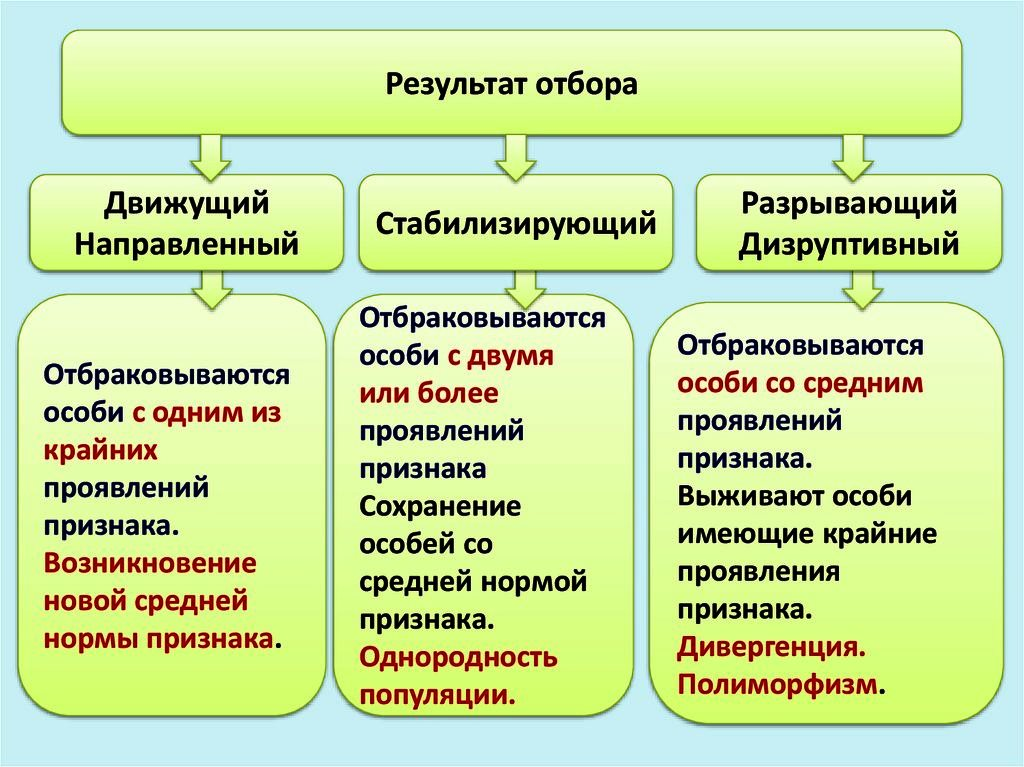 Результат отбора
Движущий
Направленный
Стабилизирующий
Разрывающий
Дизруптивный
Отбраковываются
особи с одним из
крайних
проявлений
признака.
Возникновение
новой средней
нормы признака.
Отбраковываются
особи с двумя
или более
проявлений
признака
Сохранение
особей со
средней нормой
признака.
Однородность
популяции.
Отбраковываются
особи со средним
проявлений
признака.
Выживают особи
имеющие крайние
проявления
признака.
Дивергенция.
Полиморфизм.